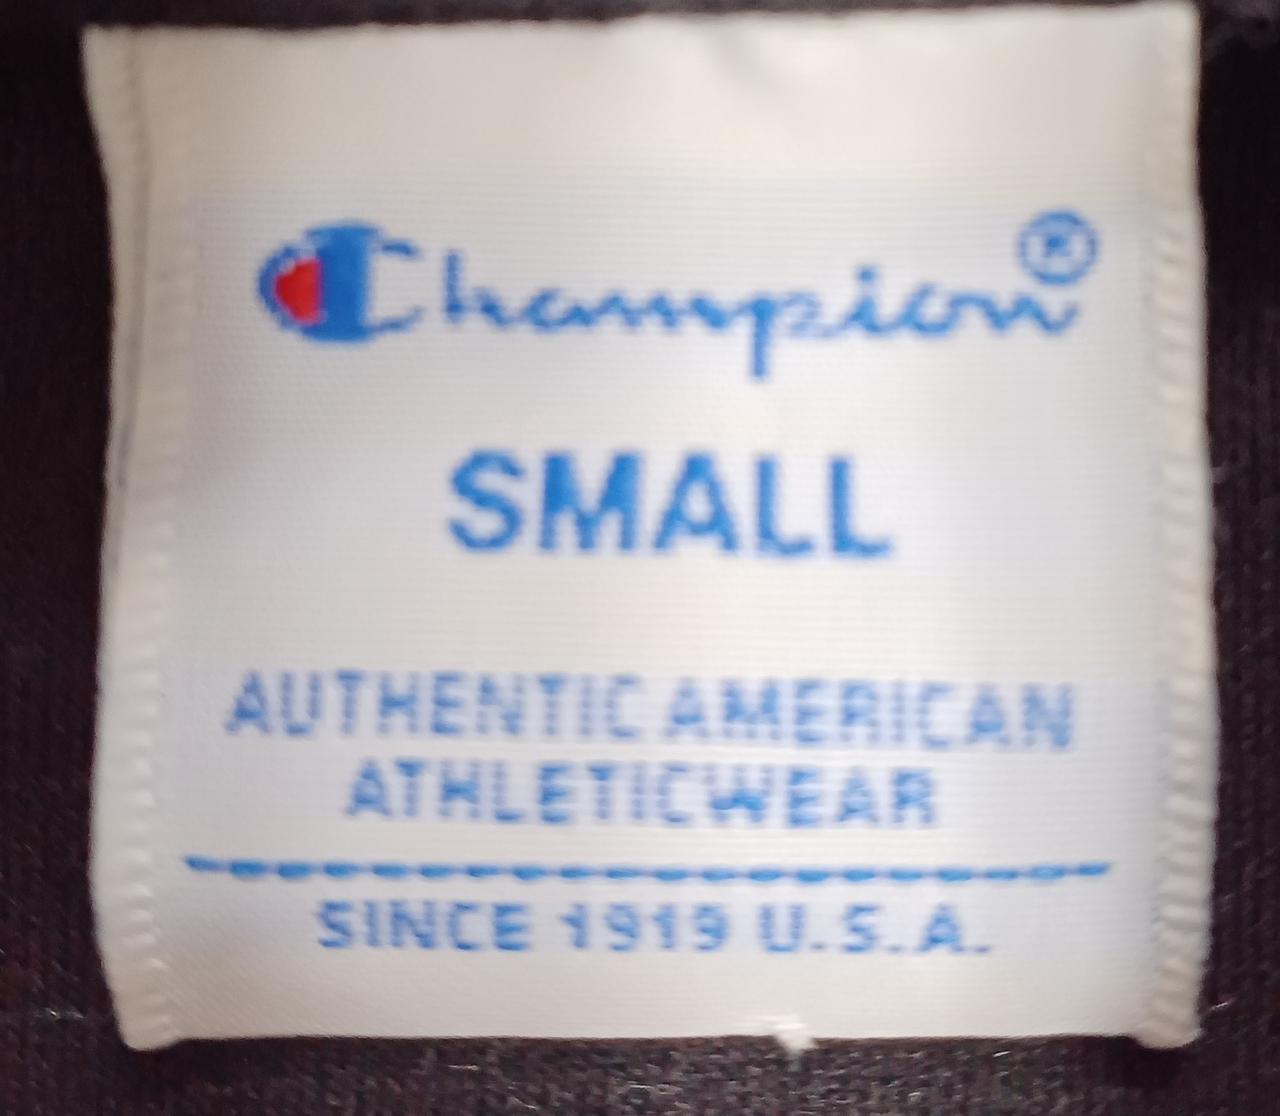 Champion®
SMALL
AUTHENTIC AMERICAN
ATHLETICWEAR
SINCE 1919 U.S.A.